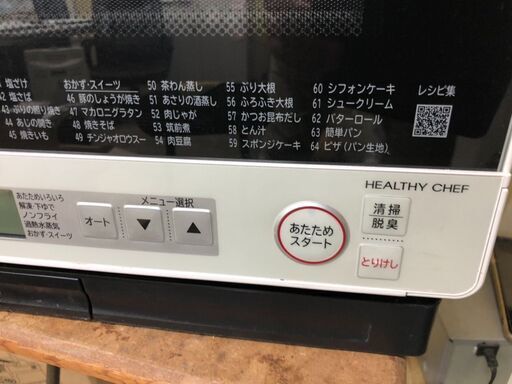 塩ざけ
42 塩さば
43 ぶりの照り焼き
44 あじの開き
45 焼きいも
おかず・スイーツ
46 豚のしょうが焼き
47 マカロニグラタン
48 焼きそば
49 チンジャオロウスー
50 茶わん蒸し
51 あさりの酒蒸し
52 肉じゃが
53 筑前煮
54 肉豆腐
55 ぶり大根
56 ふろふき大根
57 かつお昆布だし
58 とん汁
59 スポンジケーキ
60 シフォンケーキ
61 シュークリーム
62 バターロール
63 簡単パン
64 ピザ(パン生地)
レシピ集
HEALTHY CHEF
あたためいろいろ
解凍・下ゆで
ノンフライ
過熱水蒸気
おかず・スイーツ
メニュー選択
オート
▼
▲
あたため
スタート
清掃
脱臭
とりけし